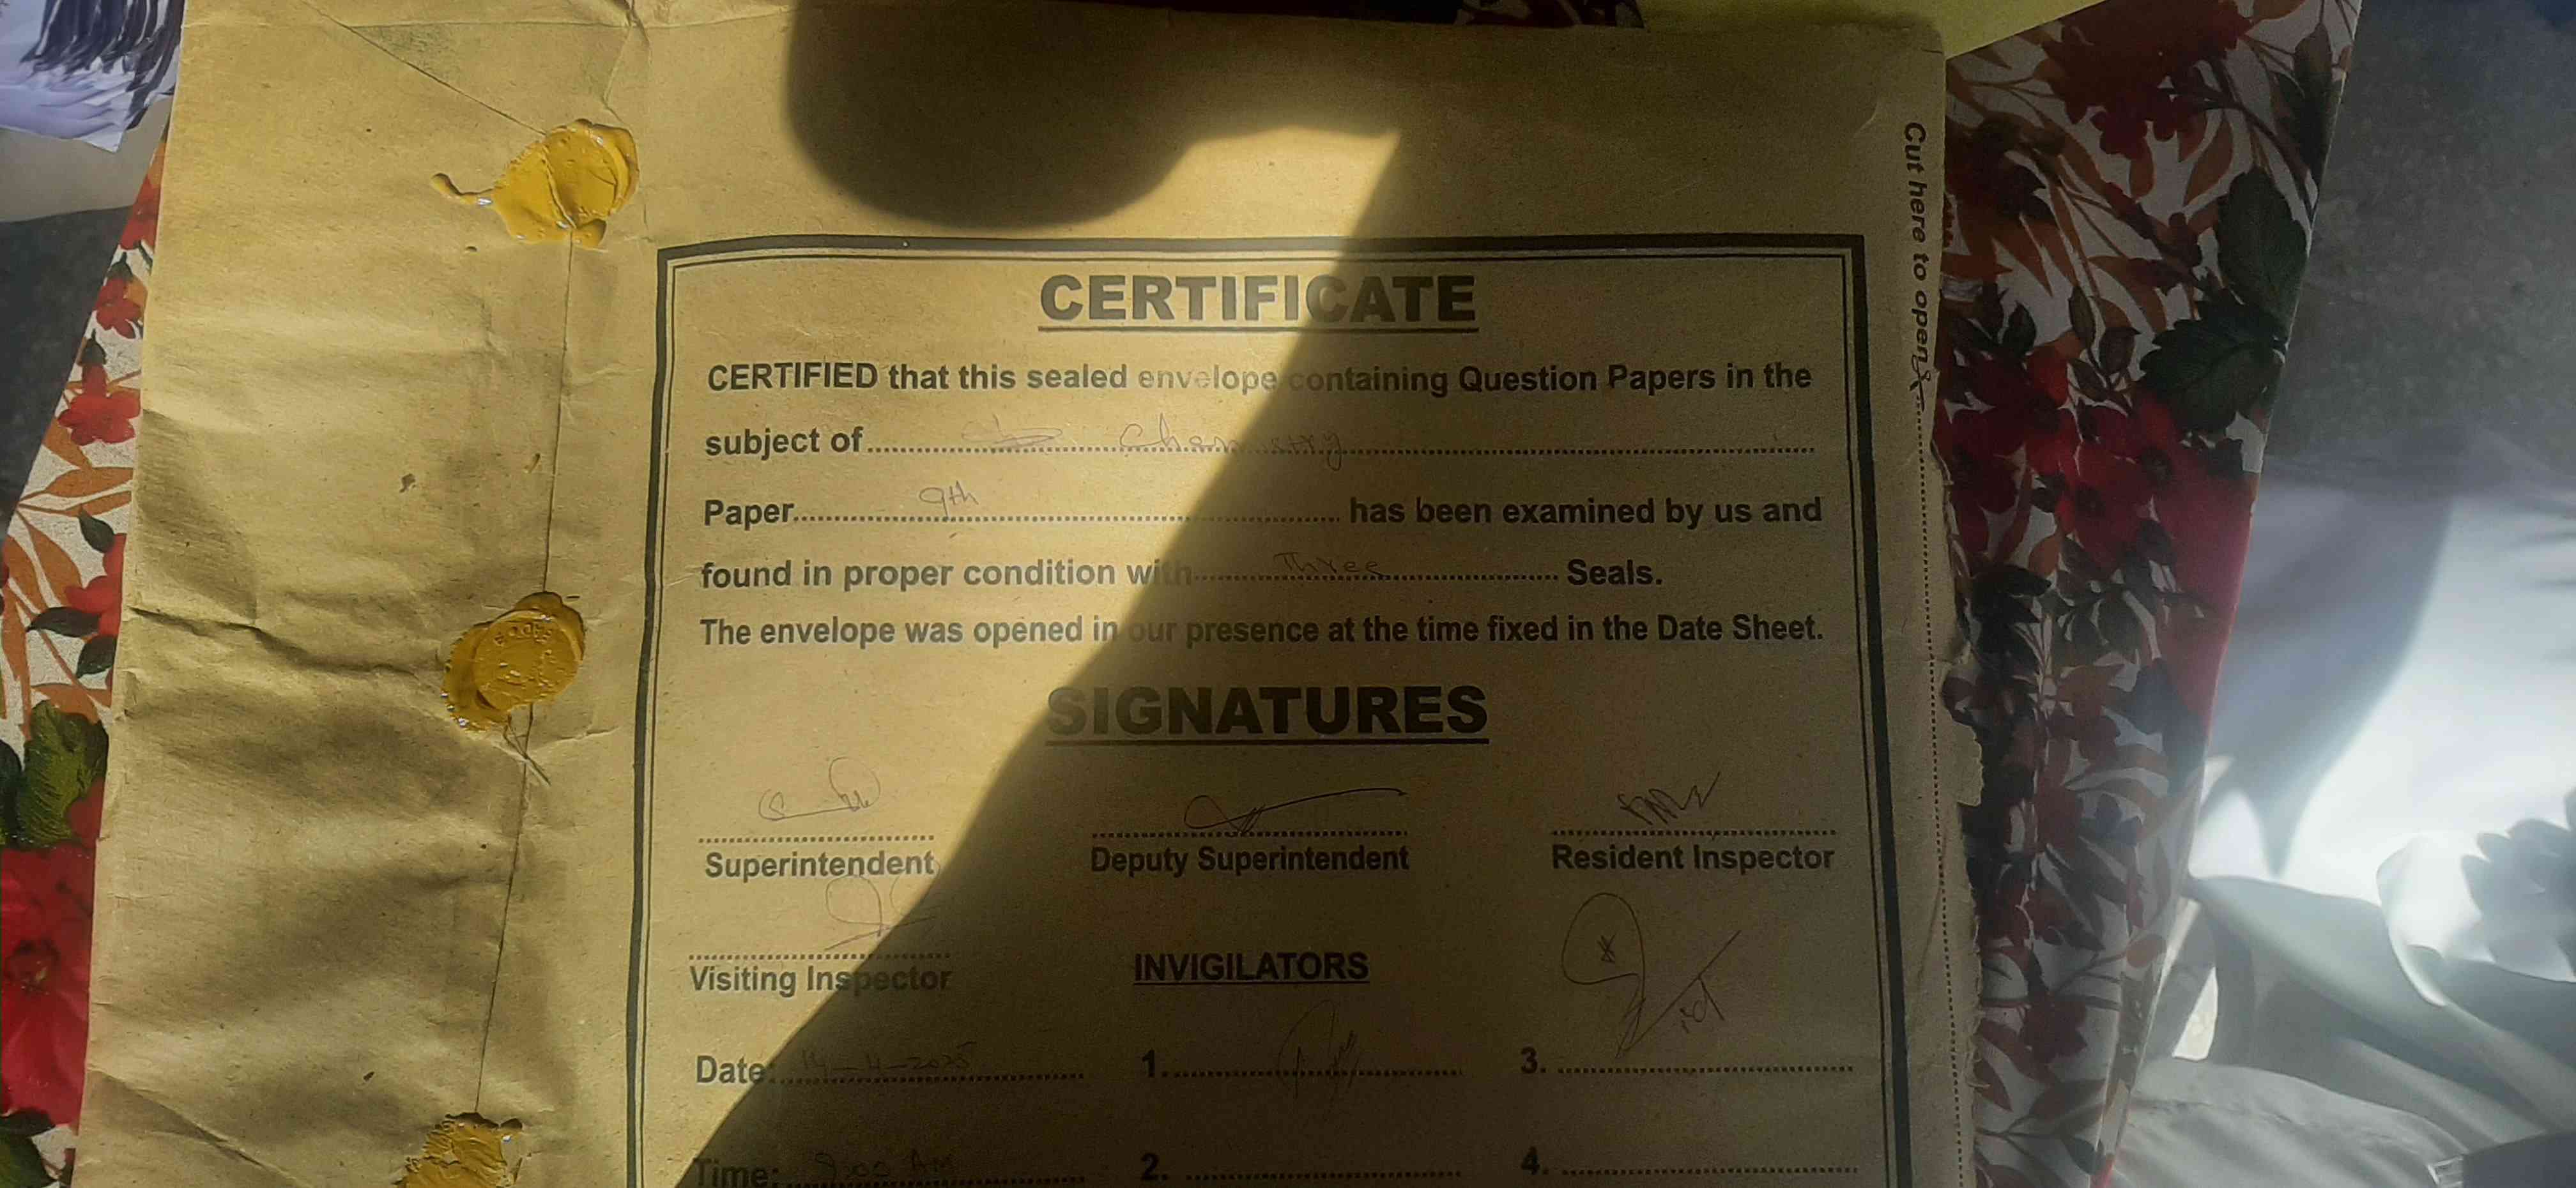 CERTIFICATE
CERTIFIED that this sealed envelope containing Question Papers in the
subject of Chemistry
Paper 9th has been examined by us and
found in proper condition with Three Seals.
The envelope was opened in our presence at the time fixed in the Date Sheet.
SIGNATURES
Superintendent Deputy Superintendent Resident Inspector
Visiting Inspector INVIGILATORS
Date: 14-4-2025 1. 3.
Time: 9:00 AM 2. 4.
Cut here to open